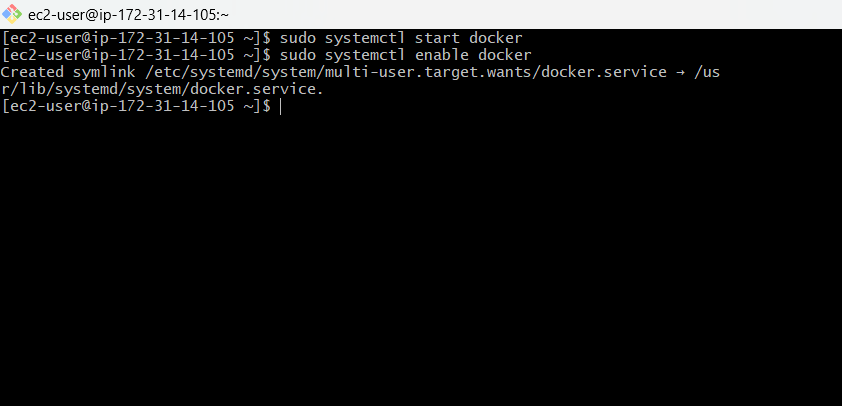 ec2-user@ip-172-31-14-105:~
[ec2-user@ip-172-31-14-105 ~]$ sudo systemctl start docker
[ec2-user@ip-172-31-14-105 ~]$ sudo systemctl enable docker
Created symlink /etc/systemd/system/multi-user.target.wants/docker.service → /us
r/lib/systemd/system/docker.service.
[ec2-user@ip-172-31-14-105 ~]$